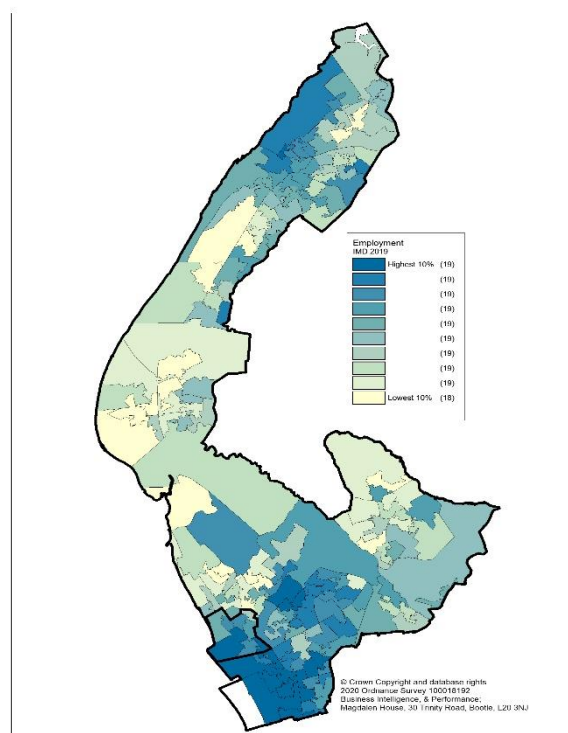 Employment
IMD 2019
Highest 10% (19)
(19)
(19)
(19)
(19)
(19)
(19)
(19)
(19)
Lowest 10% (18)
© Crown Copyright and database rights
2020 Ordnance Survey 100018192
Business Intelligence, & Performance;
Magdalen House, 30 Trinity Road, Bootle, L20 3NJ